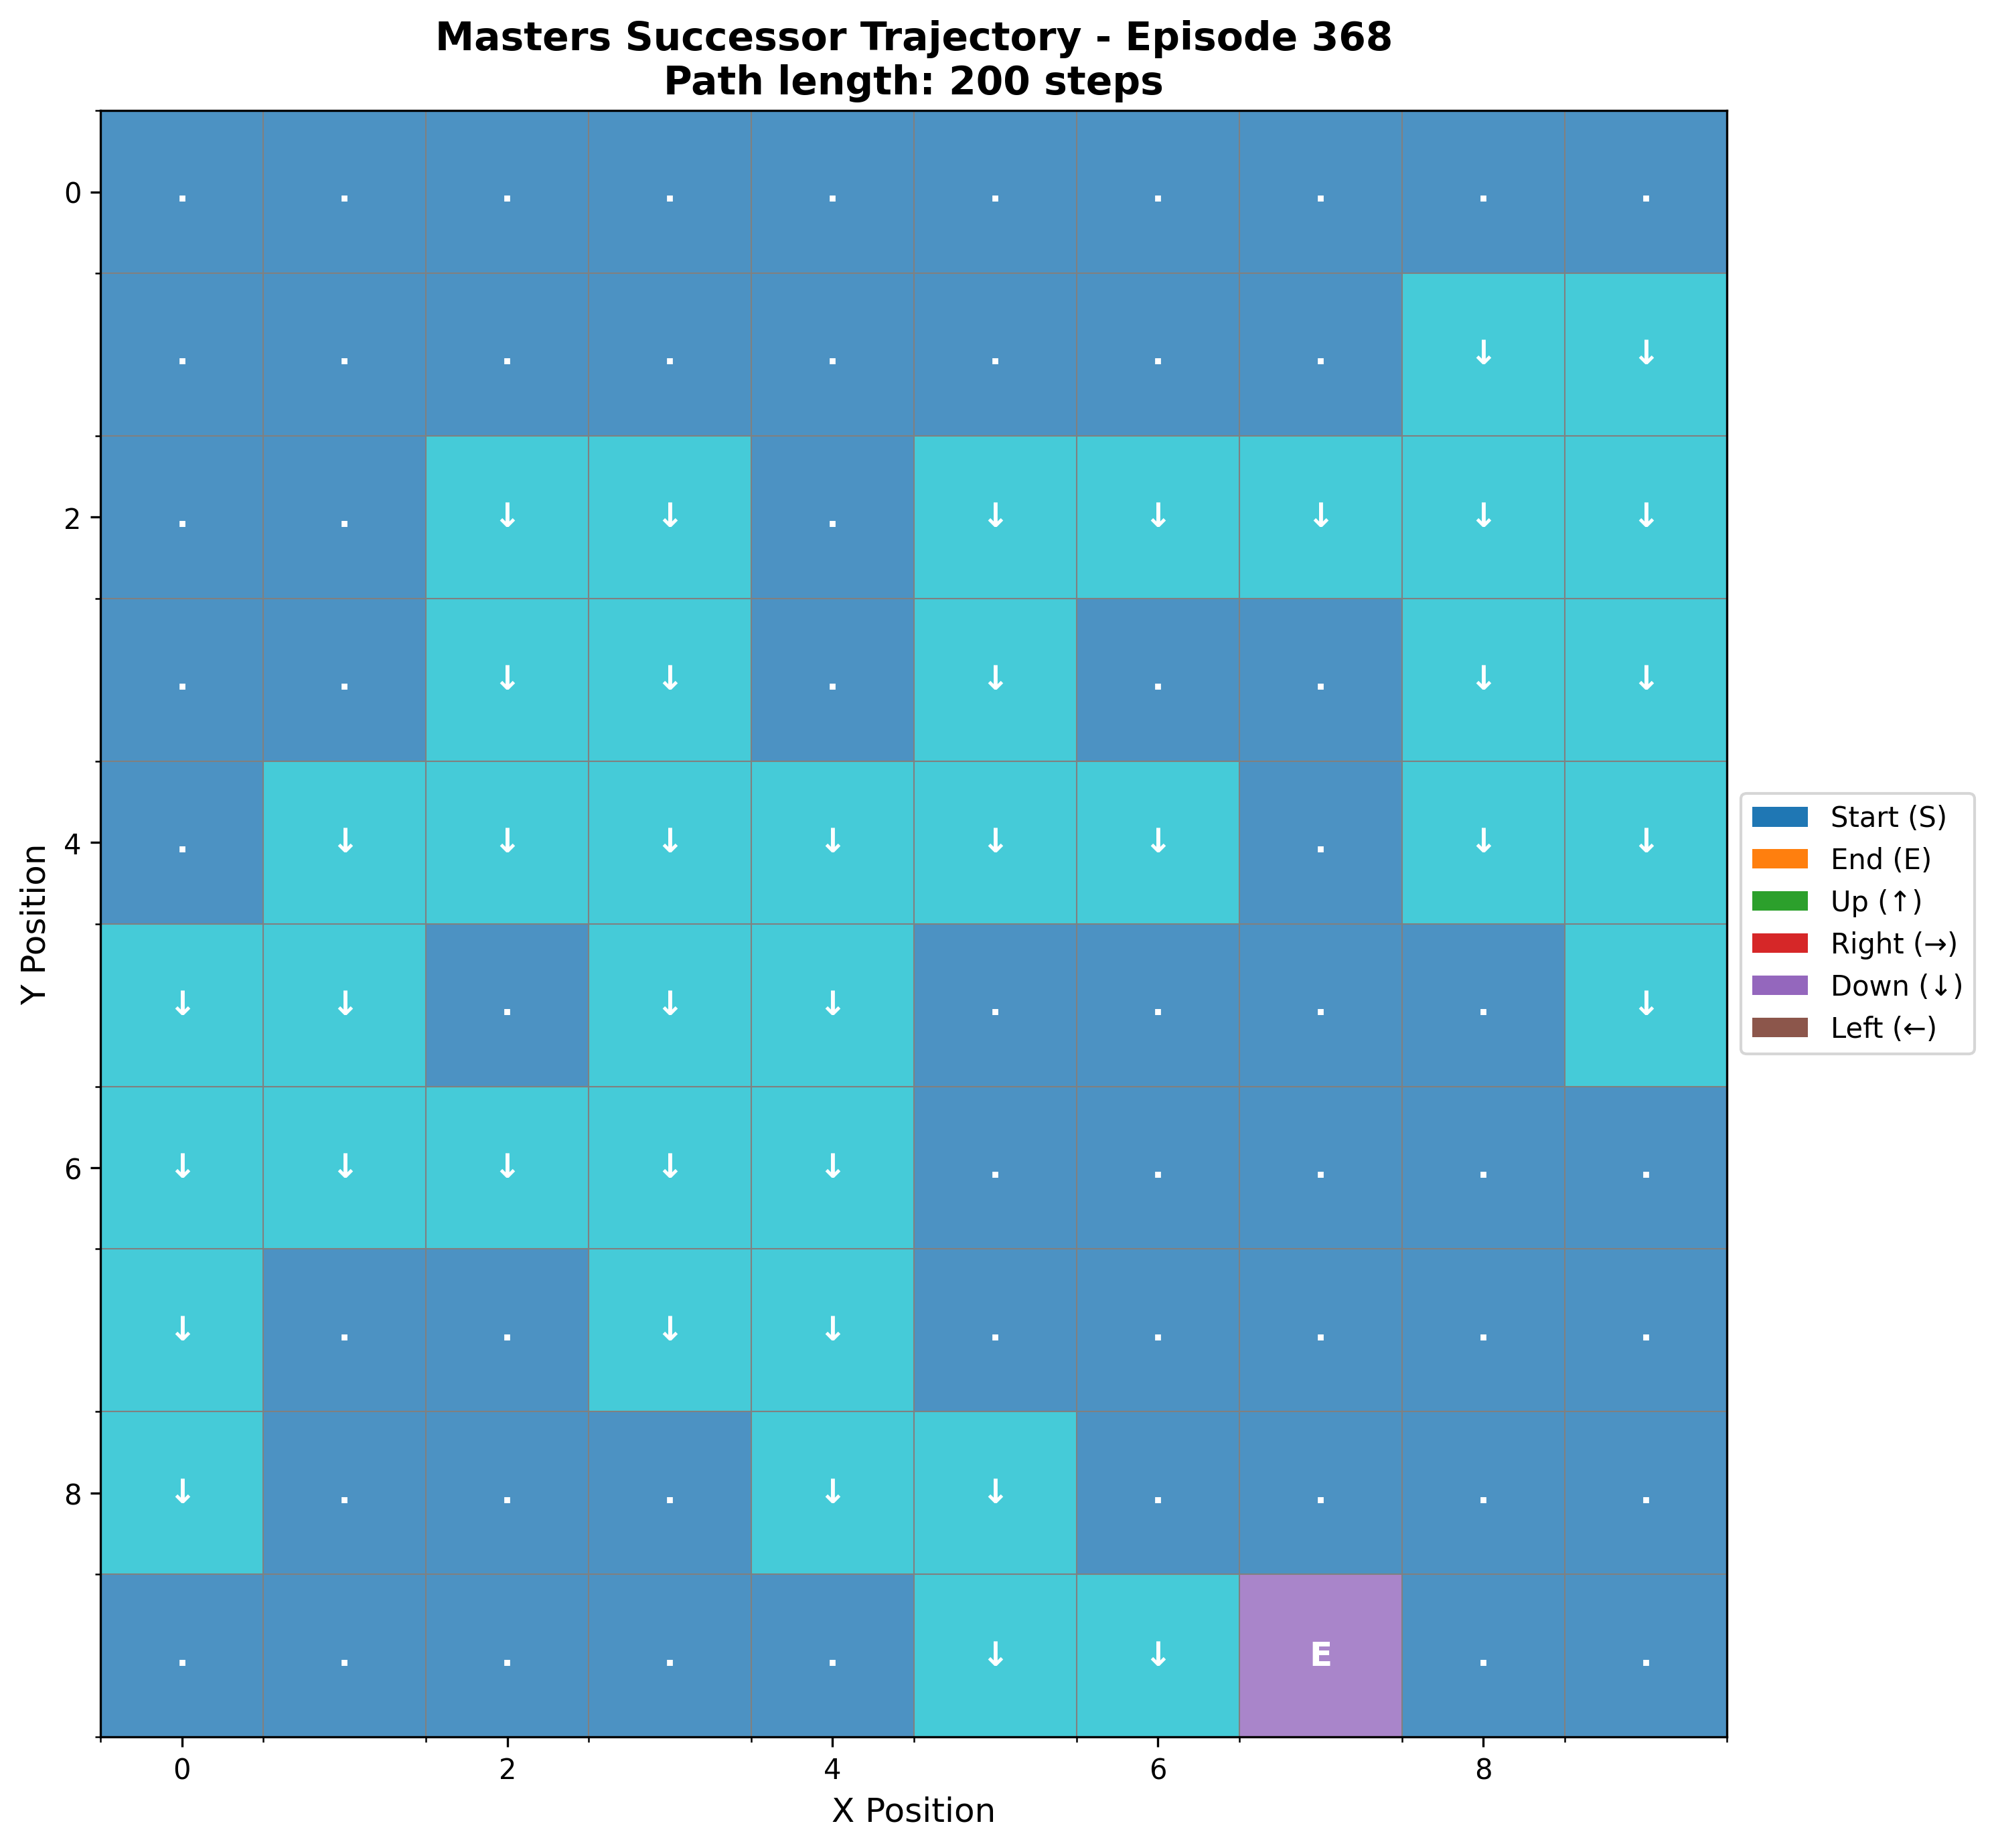 Masters Successor Trajectory - Episode 368
Path length: 200 steps
0 . . . . . . . . . .
. . . . . . . . ↓ ↓
2 . . ↓ ↓ . ↓ ↓ ↓ ↓ ↓
. . ↓ ↓ . ↓ . . ↓ ↓
4 . ↓ ↓ ↓ ↓ ↓ ↓ . ↓ ↓
↓ ↓ . ↓ ↓ . . . . ↓
6 ↓ ↓ ↓ ↓ ↓ . . . . .
↓ . . ↓ ↓ . . . . .
8 ↓ . . . ↓ ↓ . . . .
. . . . . ↓ ↓ E . .
0 2 4 6 8
X Position
Y Position
Start (S)
End (E)
Up (↑)
Right (→)
Down (↓)
Left (←)